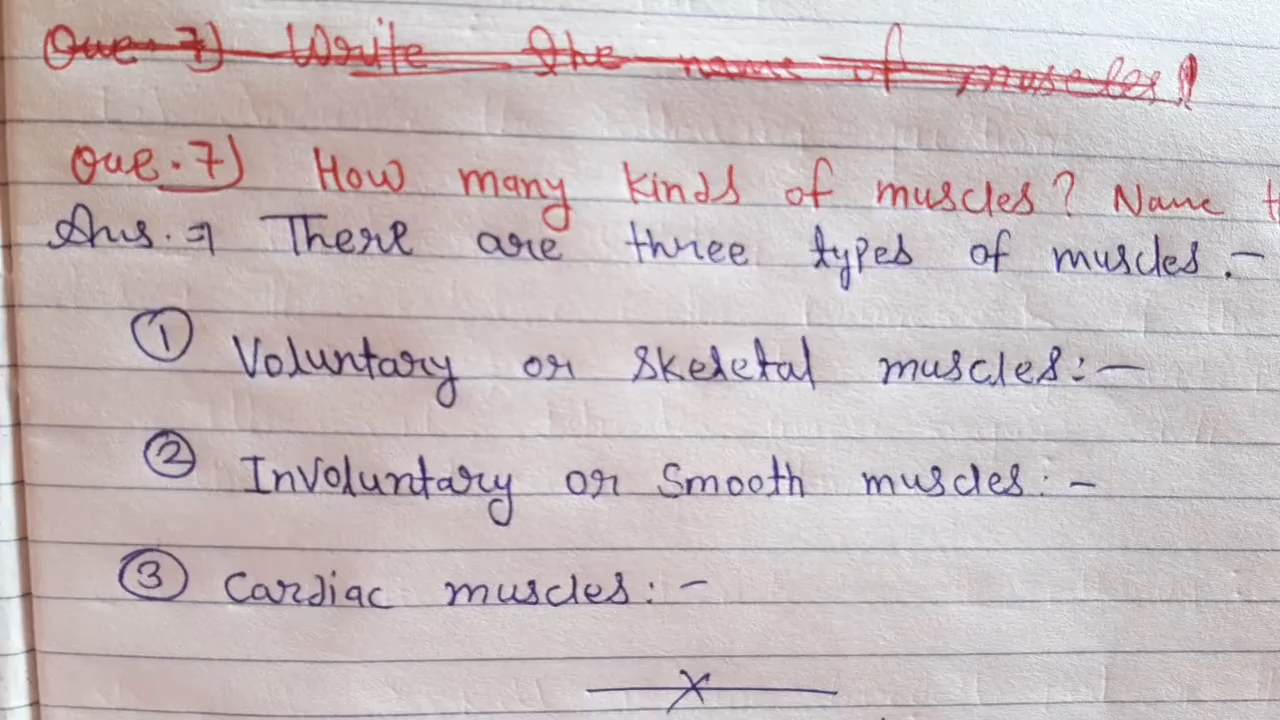 Que. 7) Write the name of muscles!
Que. 7) How many kinds of muscles? Name
Ans. ⇒ There are three types of muscles.-
① Voluntary or skeletal muscles:-
② Involuntary or smooth muscles:-
③ Cardiac muscles:-